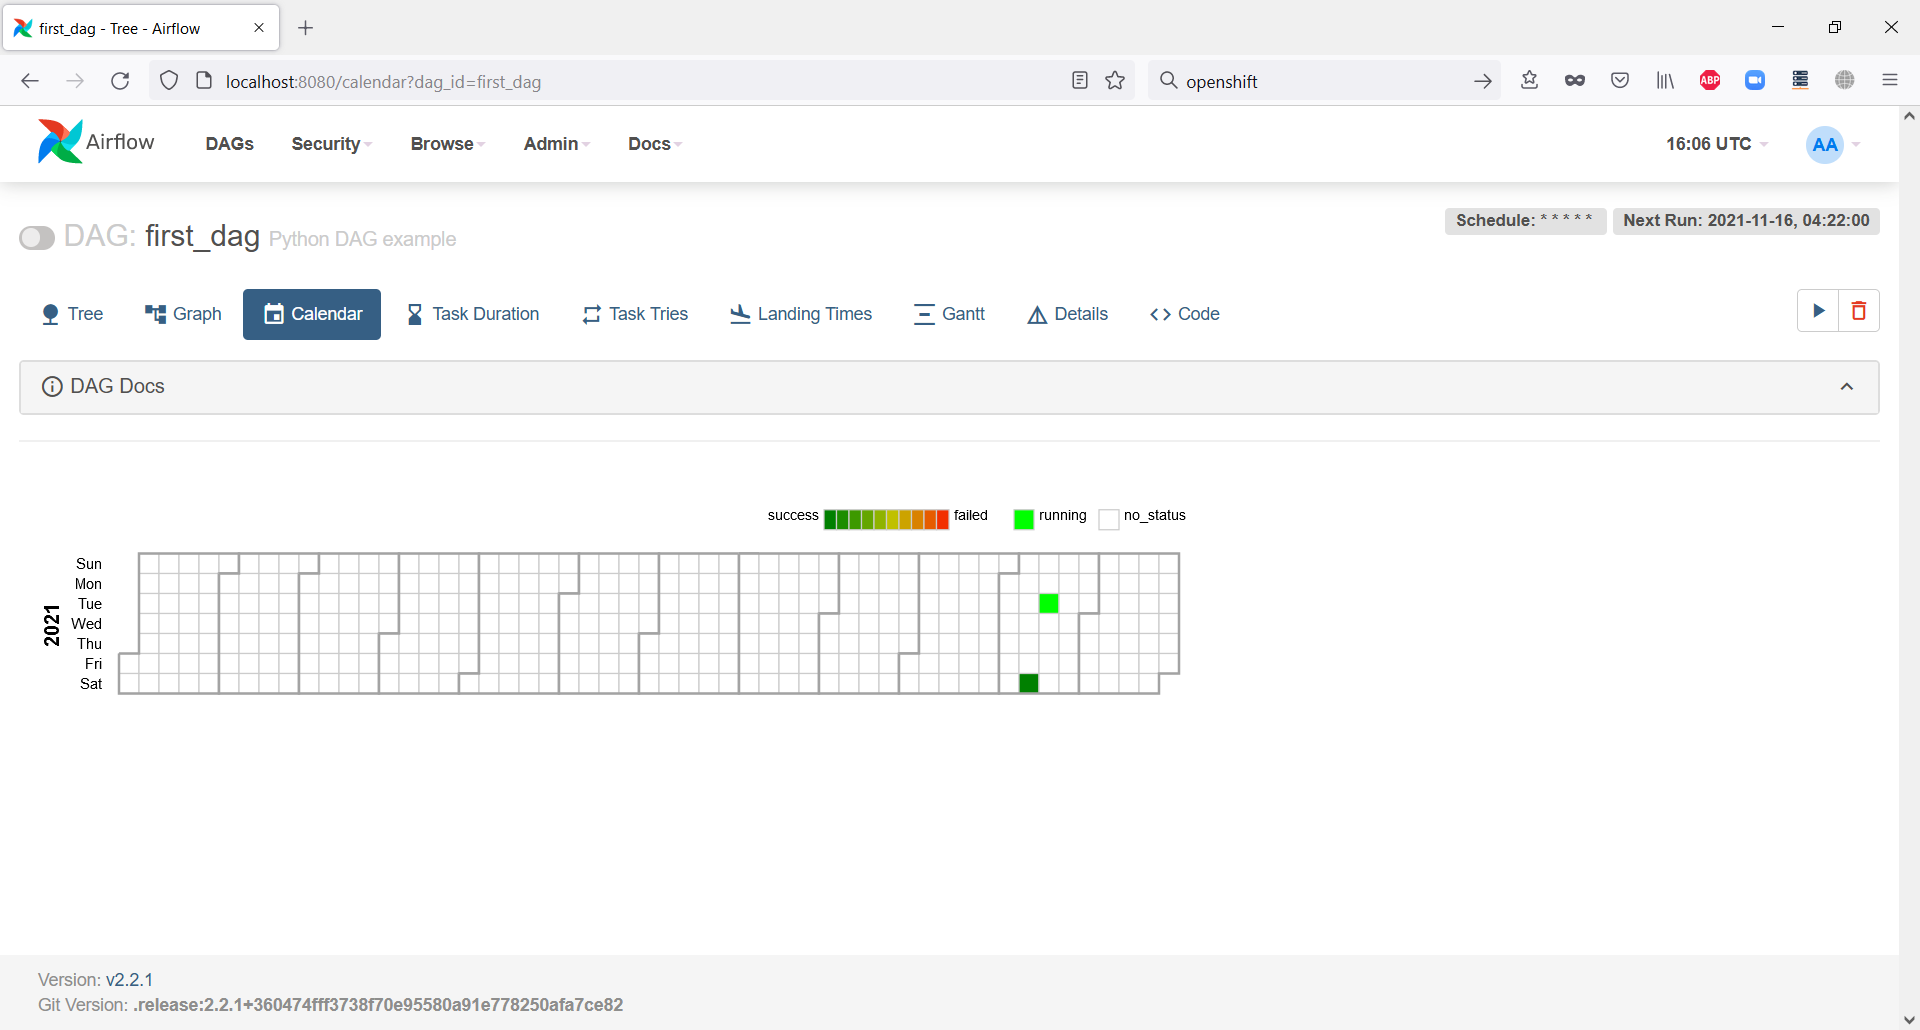 first_dag - Tree - Airflow
localhost:8080/calendar?dag_id=first_dag
openshift
ABP
Airflow DAGs Security Browse Admin Docs 16:06 UTC AA
DAG: first_dag Python DAG example
Schedule: * * * * * Next Run: 2021-11-16, 04:22:00
Tree Graph Calendar Task Duration Task Tries Landing Times Gantt Details Code
DAG Docs
success failed running no_status
2021
Sun
Mon
Tue
Wed
Thu
Fri
Sat
Version: v2.2.1
Git Version: .release:2.2.1+360474fff3738f70e95580a91e778250afa7ce82